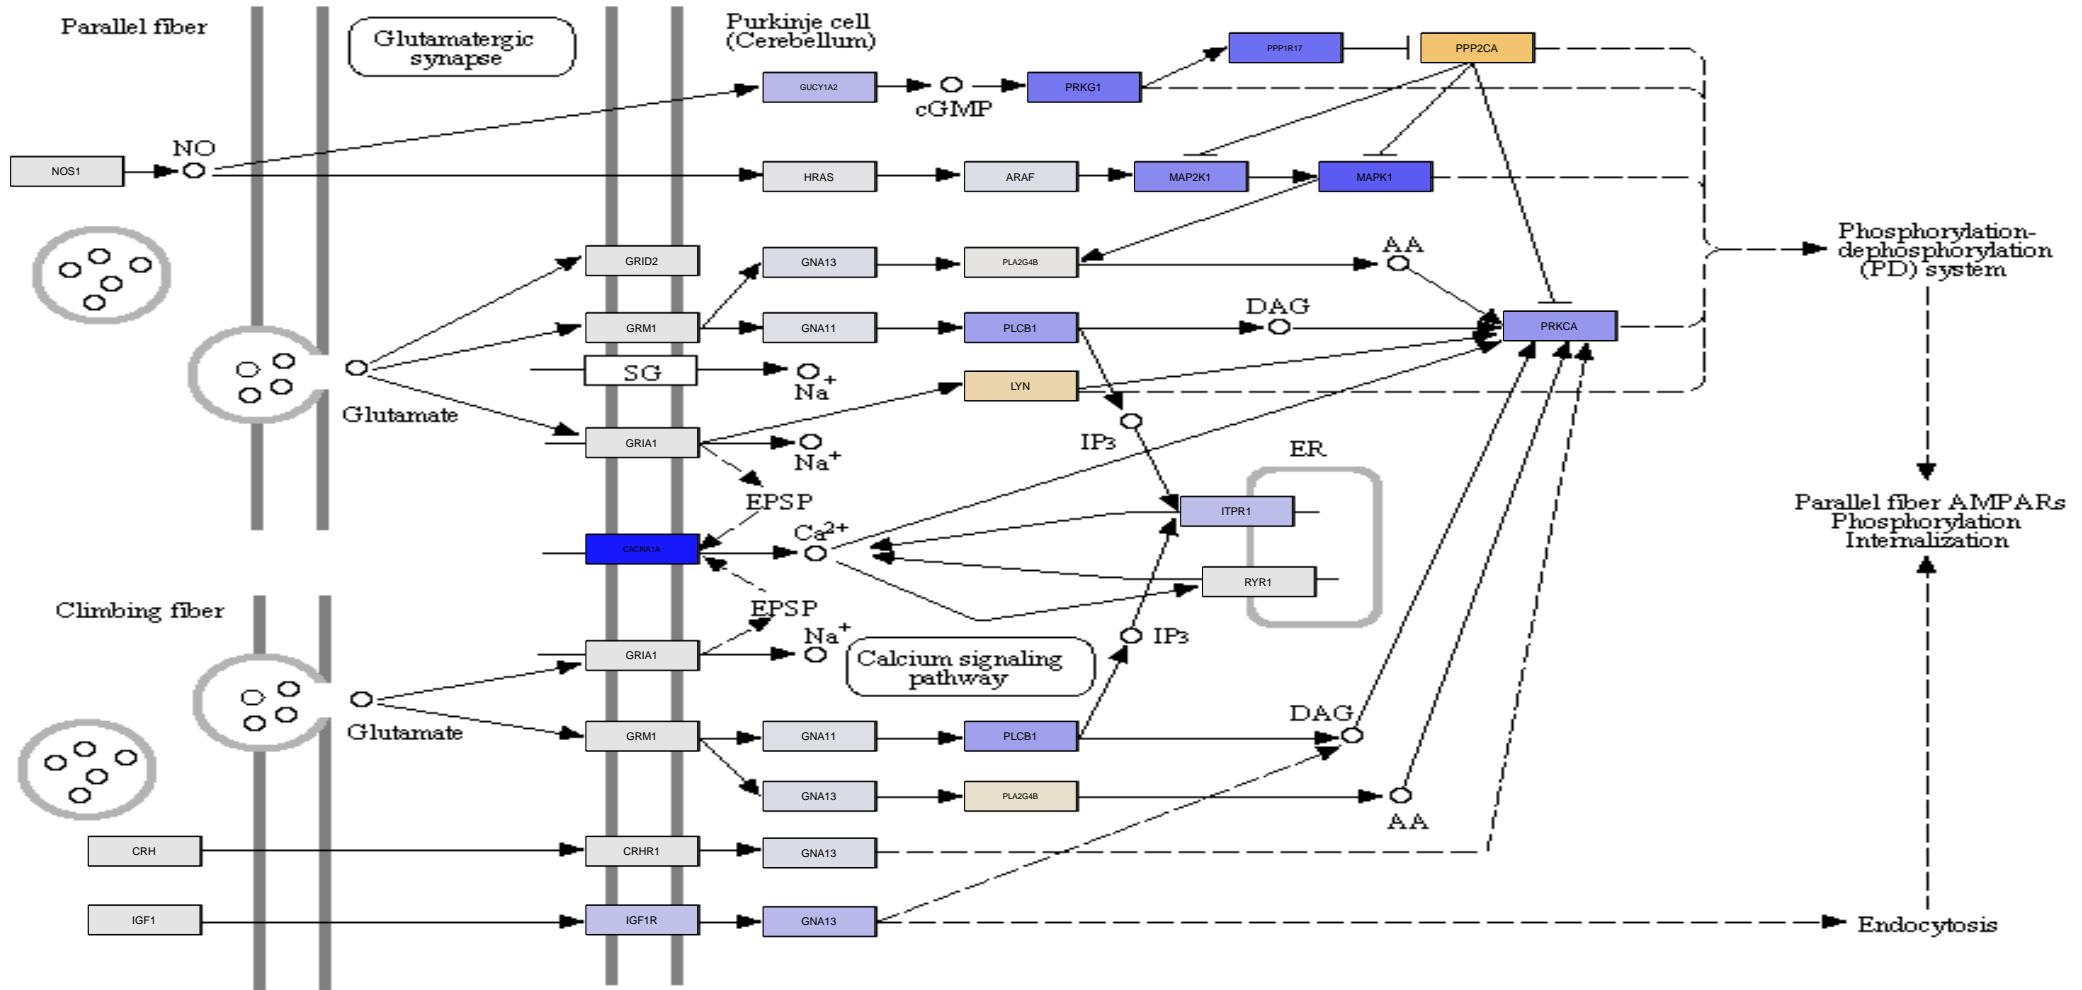 Parallel fiber
Glutamatergic
synapse
Purkinje cell
(Cerebellum)
PPP1R17
PPP2CA
GUCY1A2
cGMP
PRKG1
NOS1
NO
HRAS
ARAF
MAP2K1
MAPK1
GRID2
GNA13
PLA2G4B
AA
Phosphorylation-
dephosphorylation
(PD) system
GRM1
GNA11
PLCB1
DAG
PRKCA
SG
Na+
LYN
Glutamate
GRIA1
Na+
IP3
ER
EPSP
ITPR1
Parallel fiber AMPARs
Phosphorylation
Internalization
CACNA1A
Ca2+
RYR1
Climbing fiber
EPSP
GRIA1
Na+
IP3
Calcium signaling
pathway
Glutamate
GRM1
GNA11
PLCB1
DAG
GNA13
PLA2G4B
AA
CRH
CRHR1
GNA13
IGF1
IGF1R
GNA13
Endocytosis